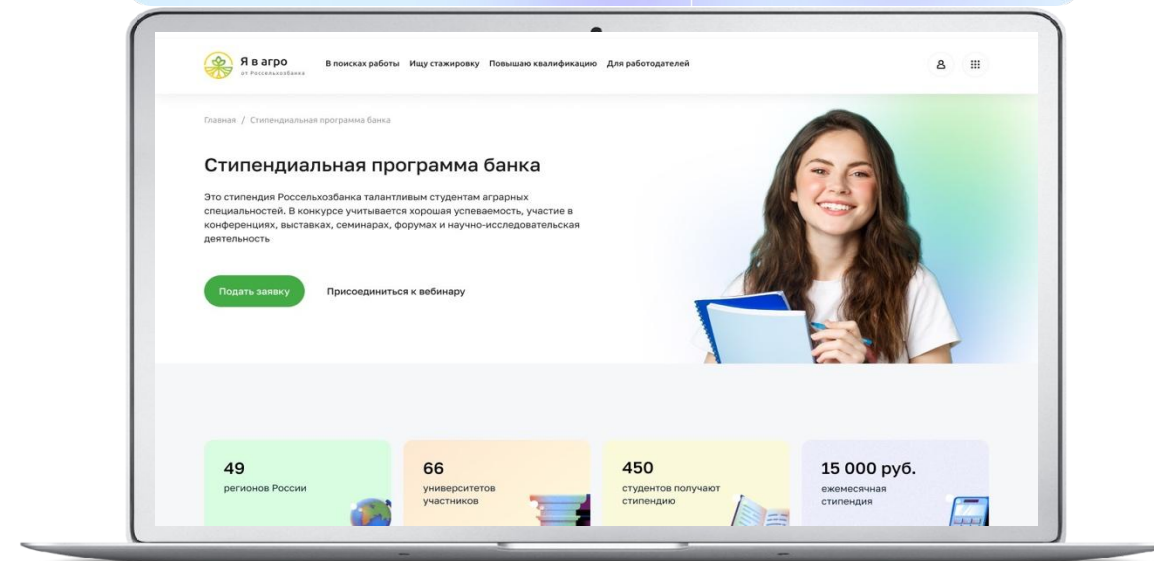 Я в агро
от Россельхозбанка
В поисках работы Ищу стажировку Повышаю квалификацию Для работодателей
Главная / Стипендиальная программа банка
Стипендиальная программа банка
Это стипендия Россельхозбанка талантливым студентам аграрных
специальностей. В конкурсе учитывается хорошая успеваемость, участие в
конференциях, выставках, семинарах, форумах и научно-исследовательская
деятельность
Подать заявку Присоединиться к вебинару
49
регионов России
66
университетов
участников
450
студентов получают
стипендию
15 000 руб.
ежемесячная
стипендия